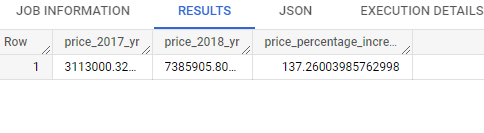 JOB INFORMATION RESULTS JSON EXECUTION DETAILS
Row price_2017_yr price_2018_yr price_percentage_incre...
1 3113000.32... 7385905.80... 137.26003985762998